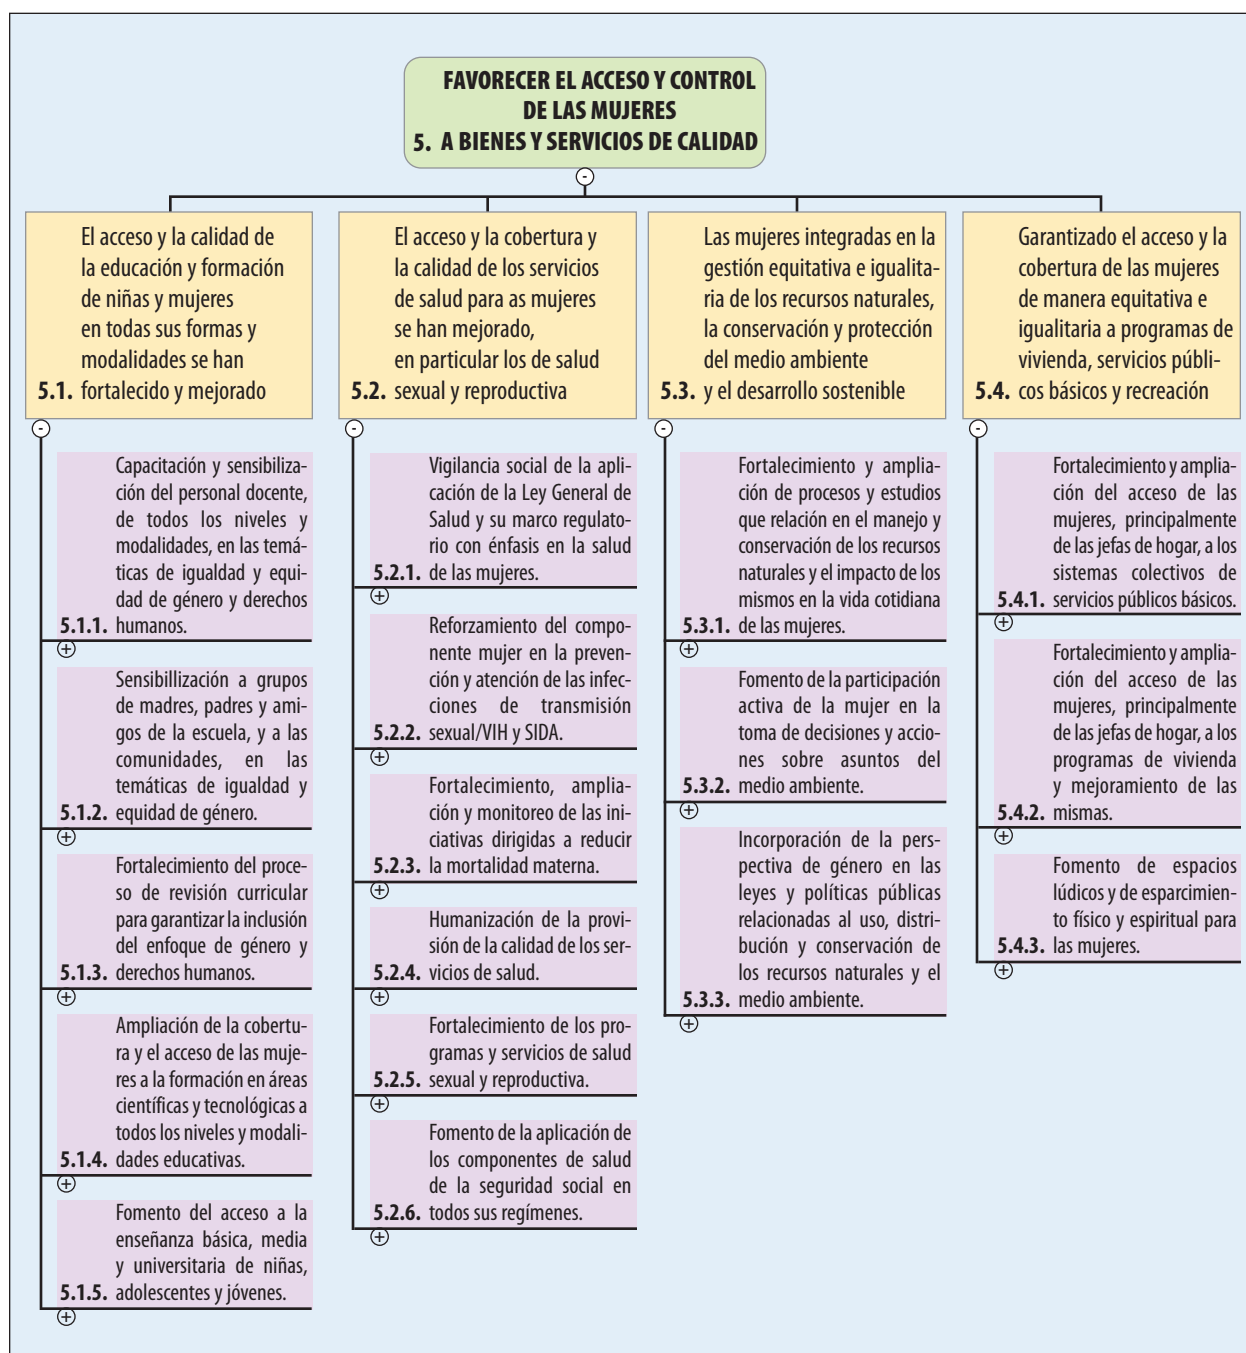 FAVORECER EL ACCESO Y CONTROL
DE LAS MUJERES
5. A BIENES Y SERVICIOS DE CALIDAD
El acceso y la calidad de
la educación y formación
de niñas y mujeres
en todas sus formas y
modalidades se han
5.1. fortalecido y mejorado
Capacitación y sensibiliza-
ción del personal docente,
de todos los niveles y
modalidades, en las temá-
ticas de igualdad y equi-
dad de género y derechos
5.1.1. humanos.
Sensibillización a grupos
de madres, padres y ami-
gos de la escuela, y a las
comunidades, en las
temáticas de igualdad y
5.1.2. equidad de género.
Fortalecimiento del proce-
so de revisión curricular
para garantizar la inclusión
del enfoque de género y
5.1.3. derechos humanos.
Ampliación de la cobertu-
ra y el acceso de las muje-
res a la formación en áreas
científicas y tecnológicas a
todos los niveles y modali-
5.1.4. dades educativas.
Fomento del acceso a la
enseñanza básica, media
y universitaria de niñas,
5.1.5. adolescentes y jóvenes.
El acceso y la cobertura y
la calidad de los servicios
de salud para as mujeres
se han mejorado,
en particular los de salud
5.2. sexual y reproductiva
Vigilancia social de la apli-
cación de la Ley General de
Salud y su marco regulato-
rio con énfasis en la salud
5.2.1. de las mujeres.
Reforzamiento del compo-
nente mujer en la preven-
ción y atención de las infec-
ciones de transmisión
5.2.2. sexual/VIH y SIDA.
Fortalecimiento, amplia-
ción y monitoreo de las ini-
ciativas dirigidas a reducir
5.2.3. la mortalidad materna.
Humanización de la provi-
sión de la calidad de los ser-
5.2.4. vicios de salud.
Fortalecimiento de los pro-
gramas y servicios de salud
5.2.5. sexual y reproductiva.
Fomento de la aplicación de
los componentes de salud
de la seguridad social en
5.2.6. todos sus regímenes.
Las mujeres integradas en la
gestión equitativa e igualita-
ria de los recursos naturales,
la conservación y protección
del medio ambiente
5.3. y el desarrollo sostenible
Fortalecimiento y amplia-
ción de procesos y estudios
que relación en el manejo y
conservación de los recursos
naturales y el impacto de los
mismos en la vida cotidiana
5.3.1. de las mujeres.
Fomento de la participación
activa de la mujer en la
toma de decisiones y accio-
nes sobre asuntos del
5.3.2. medio ambiente.
Incorporación de la pers-
pectiva de género en las
leyes y políticas públicas
relacionadas al uso, distri-
bución y conservación de
los recursos naturales y el
5.3.3. medio ambiente.
Garantizado el acceso y la
cobertura de las mujeres
de manera equitativa e
igualitaria a programas de
vivienda, servicios públi-
5.4. cos básicos y recreación
Fortalecimiento y amplia-
ción del acceso de las
mujeres, principalmente
de las jefas de hogar, a los
sistemas colectivos de
5.4.1. servicios públicos básicos.
Fortalecimiento y amplia-
ción del acceso de las
mujeres, principalmente
de las jefas de hogar, a los
programas de vivienda
y mejoramiento de las
5.4.2. mismas.
Fomento de espacios
lúdicos y de esparcimien-
to físico y espiritual para
5.4.3. las mujeres.